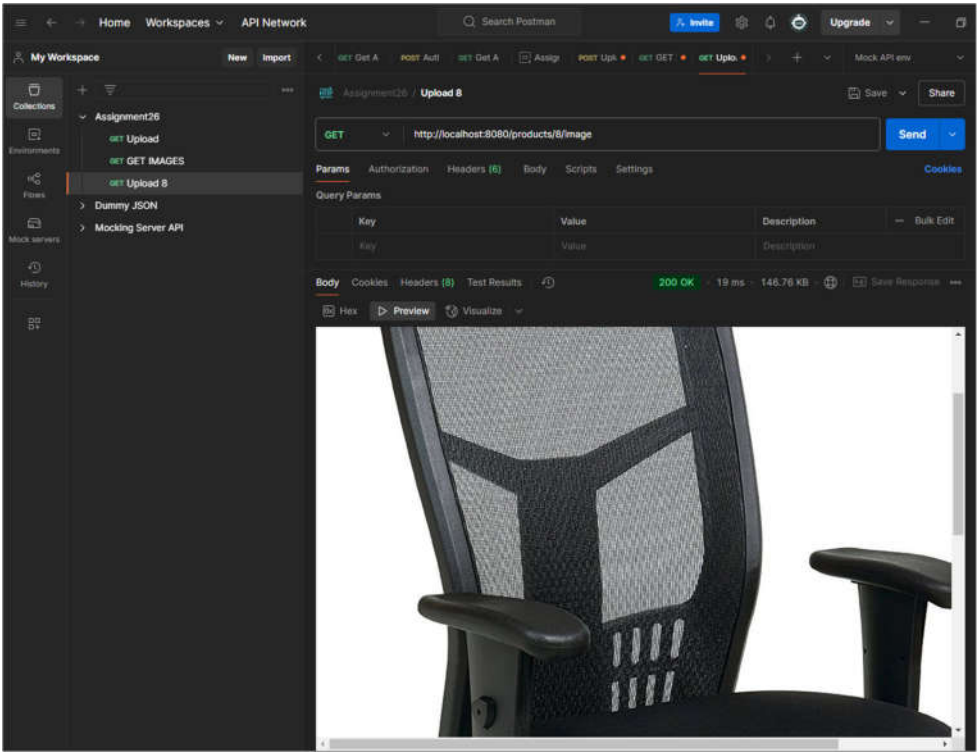 Home Workspaces API Network Search Postman Invite Upgrade
My Workspace New Import GET Get A POST Autl GET Get A Assigr POST Upk GET GET GET Uplo. Mock API env
Collections
Environments
Flows
Mock servers
History
Assignment26
GET Upload
GET GET IMAGES
GET Upload 8
Dummy JSON
Mocking Server API
Assignment26 / Upload 8 Save Share
GET http://localhost:8080/products/8/image Send
Params Authorization Headers (6) Body Scripts Settings Cookies
Query Params
Key Value Description Bulk Edit
Key Value Description
Body Cookies Headers (8) Test Results 200 OK 19 ms 146.76 KB Save Response
Hex Preview Visualize